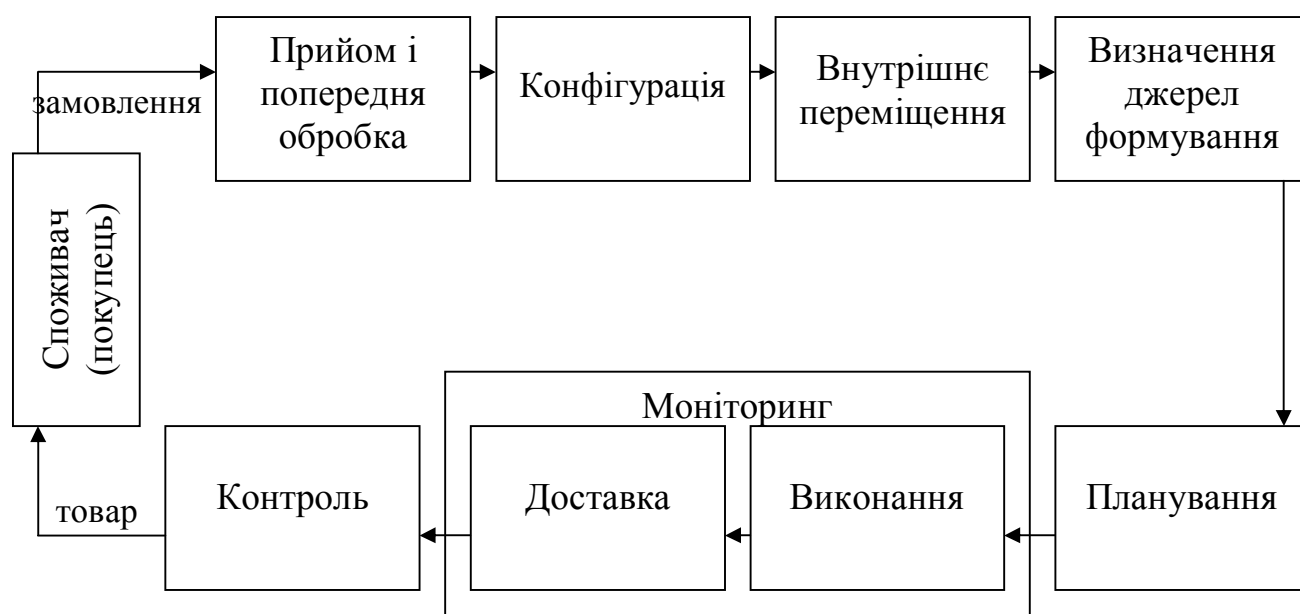 замовлення
Прийом і
попередня
обробка
Конфігурація
Внутрішнє
переміщення
Визначення
джерел
формування
Споживач
(покупець)
Моніторинг
товар
Контроль
Доставка
Виконання
Планування